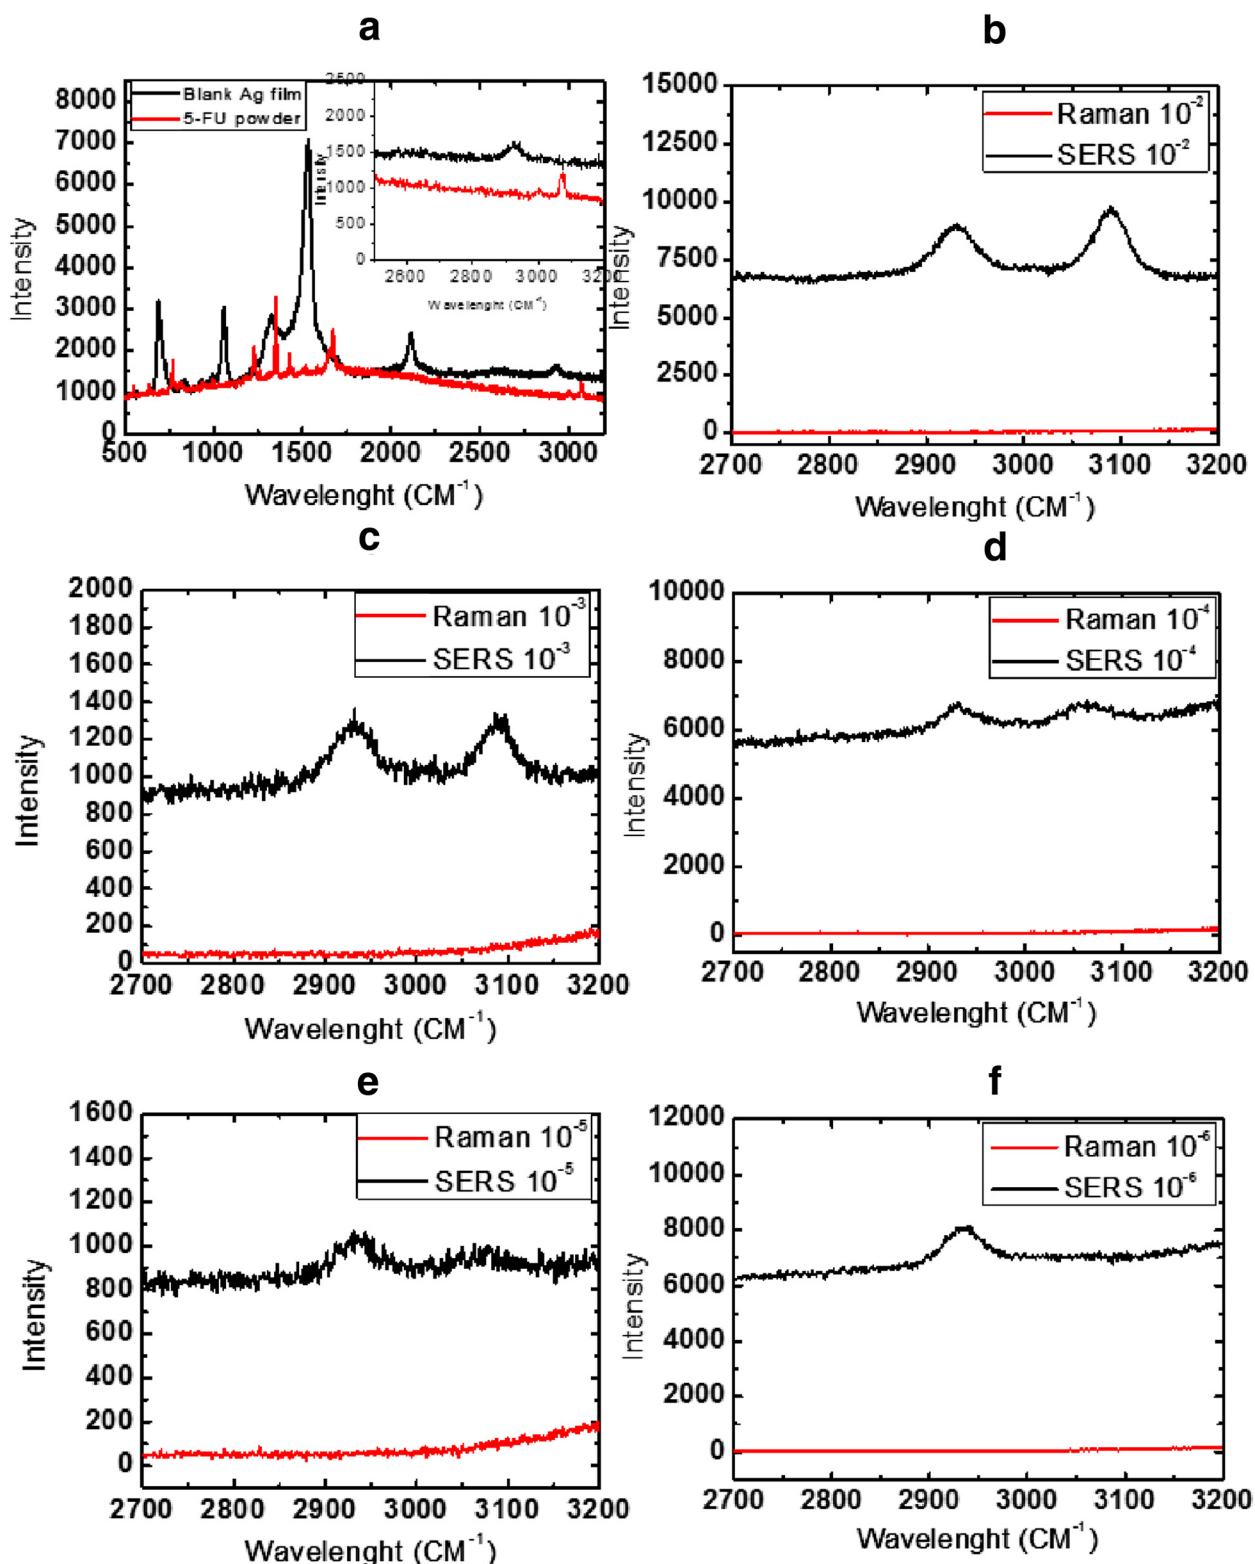 a
Blank Ag film
5-FU powder
8000
7000
6000
5000
4000
3000
2000
1000
0
Intensity
500 1000 1500 2000 2500 3000
Wavelenght (CM-1)
2500
2000
1500
1000
500
0
Intensity
2600 2800 3000 3200
Wavelenght (CM-1)
b
Raman 10-2
SERS 10-2
15000
12500
10000
7500
5000
2500
0
Intensity
2700 2800 2900 3000 3100 3200
Wavelenght (CM-1)
c
Raman 10-3
SERS 10-3
2000
1800
1600
1400
1200
1000
800
600
400
200
0
Intensity
2700 2800 2900 3000 3100 3200
Wavelenght (CM-1)
d
Raman 10-4
SERS 10-4
10000
8000
6000
4000
2000
0
Intensity
2700 2800 2900 3000 3100 3200
Wavelenght (CM-1)
e
Raman 10-5
SERS 10-5
1600
1400
1200
1000
800
600
400
200
0
Intensity
2700 2800 2900 3000 3100 3200
Wavelenght (CM-1)
f
Raman 10-6
SERS 10-6
12000
10000
8000
6000
4000
2000
0
Intensity
2700 2800 2900 3000 3100 3200
Wavelenght (CM-1)